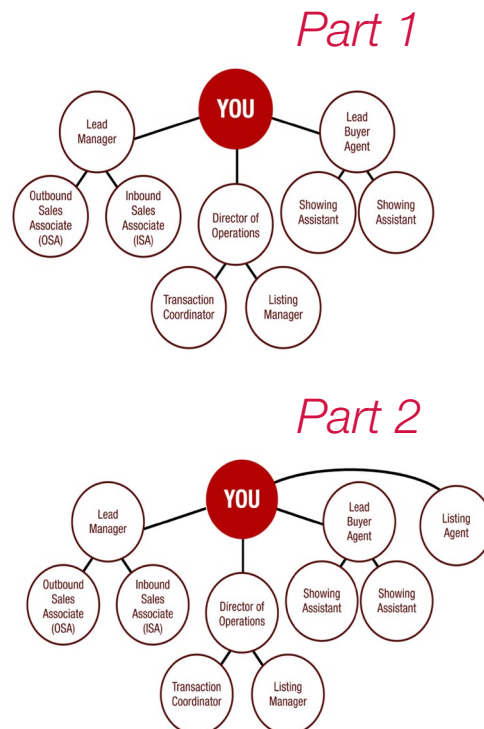 Part 1
YOU
Lead
Manager
Lead
Buyer
Agent
Outbound
Sales
Associate
(OSA)
Inbound
Sales
Associate
(ISA)
Director of
Operations
Showing
Assistant
Showing
Assistant
Transaction
Coordinator
Listing
Manager
Part 2
YOU
Lead
Manager
Lead
Buyer
Agent
Listing
Agent
Outbound
Sales
Associate
(OSA)
Inbound
Sales
Associate
(ISA)
Director of
Operations
Showing
Assistant
Showing
Assistant
Transaction
Coordinator
Listing
Manager